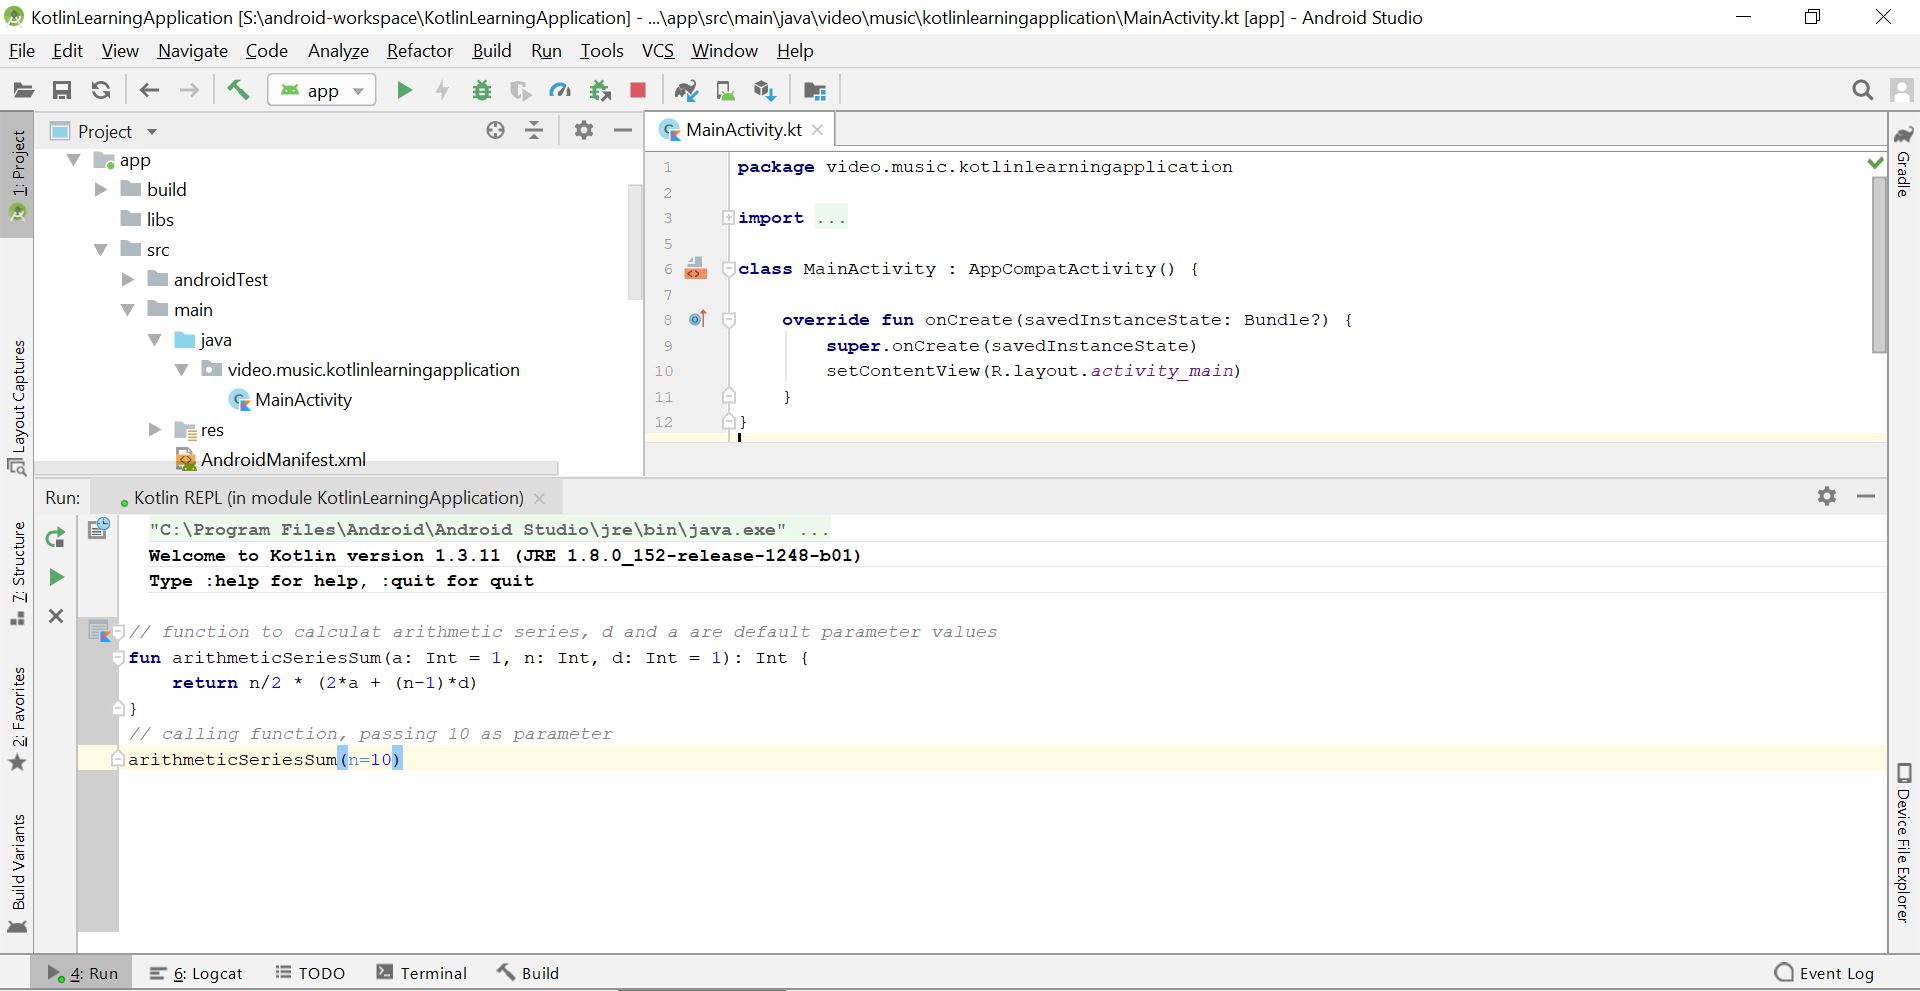 KotlinLearningApplication [S:\android-workspace\KotlinLearningApplication] - ...\app\src\main\java\video\music\kotlinlearningapplication\MainActivity.kt [app] - Android Studio
File Edit View Navigate Code Analyze Refactor Build Run Tools VCS Window Help
app
1: Project
Layout Captures
7: Structure
2: Favorites
Build Variants
Project
app
build
libs
src
androidTest
main
java
video.music.kotlinlearningapplication
MainActivity
res
AndroidManifest.xml
MainActivity.kt
1 package video.music.kotlinlearningapplication
2
3 import ...
5
6 class MainActivity : AppCompatActivity() {
7
8 override fun onCreate(savedInstanceState: Bundle?) {
9 super.onCreate(savedInstanceState)
10 setContentView(R.layout.activity_main)
11 }
12 }
Gradle
Device File Explorer
Run: Kotlin REPL (in module KotlinLearningApplication)
"C:\Program Files\Android\Android Studio\jre\bin\java.exe" ...
Welcome to Kotlin version 1.3.11 (JRE 1.8.0_152-release-1248-b01)
Type :help for help, :quit for quit
// function to calculat arithmetic series, d and a are default parameter values
fun arithmeticSeriesSum(a: Int = 1, n: Int, d: Int = 1): Int {
return n/2 * (2*a + (n-1)*d)
}
// calling function, passing 10 as parameter
arithmeticSeriesSum(n=10)
4: Run 6: Logcat TODO Terminal Build Event Log